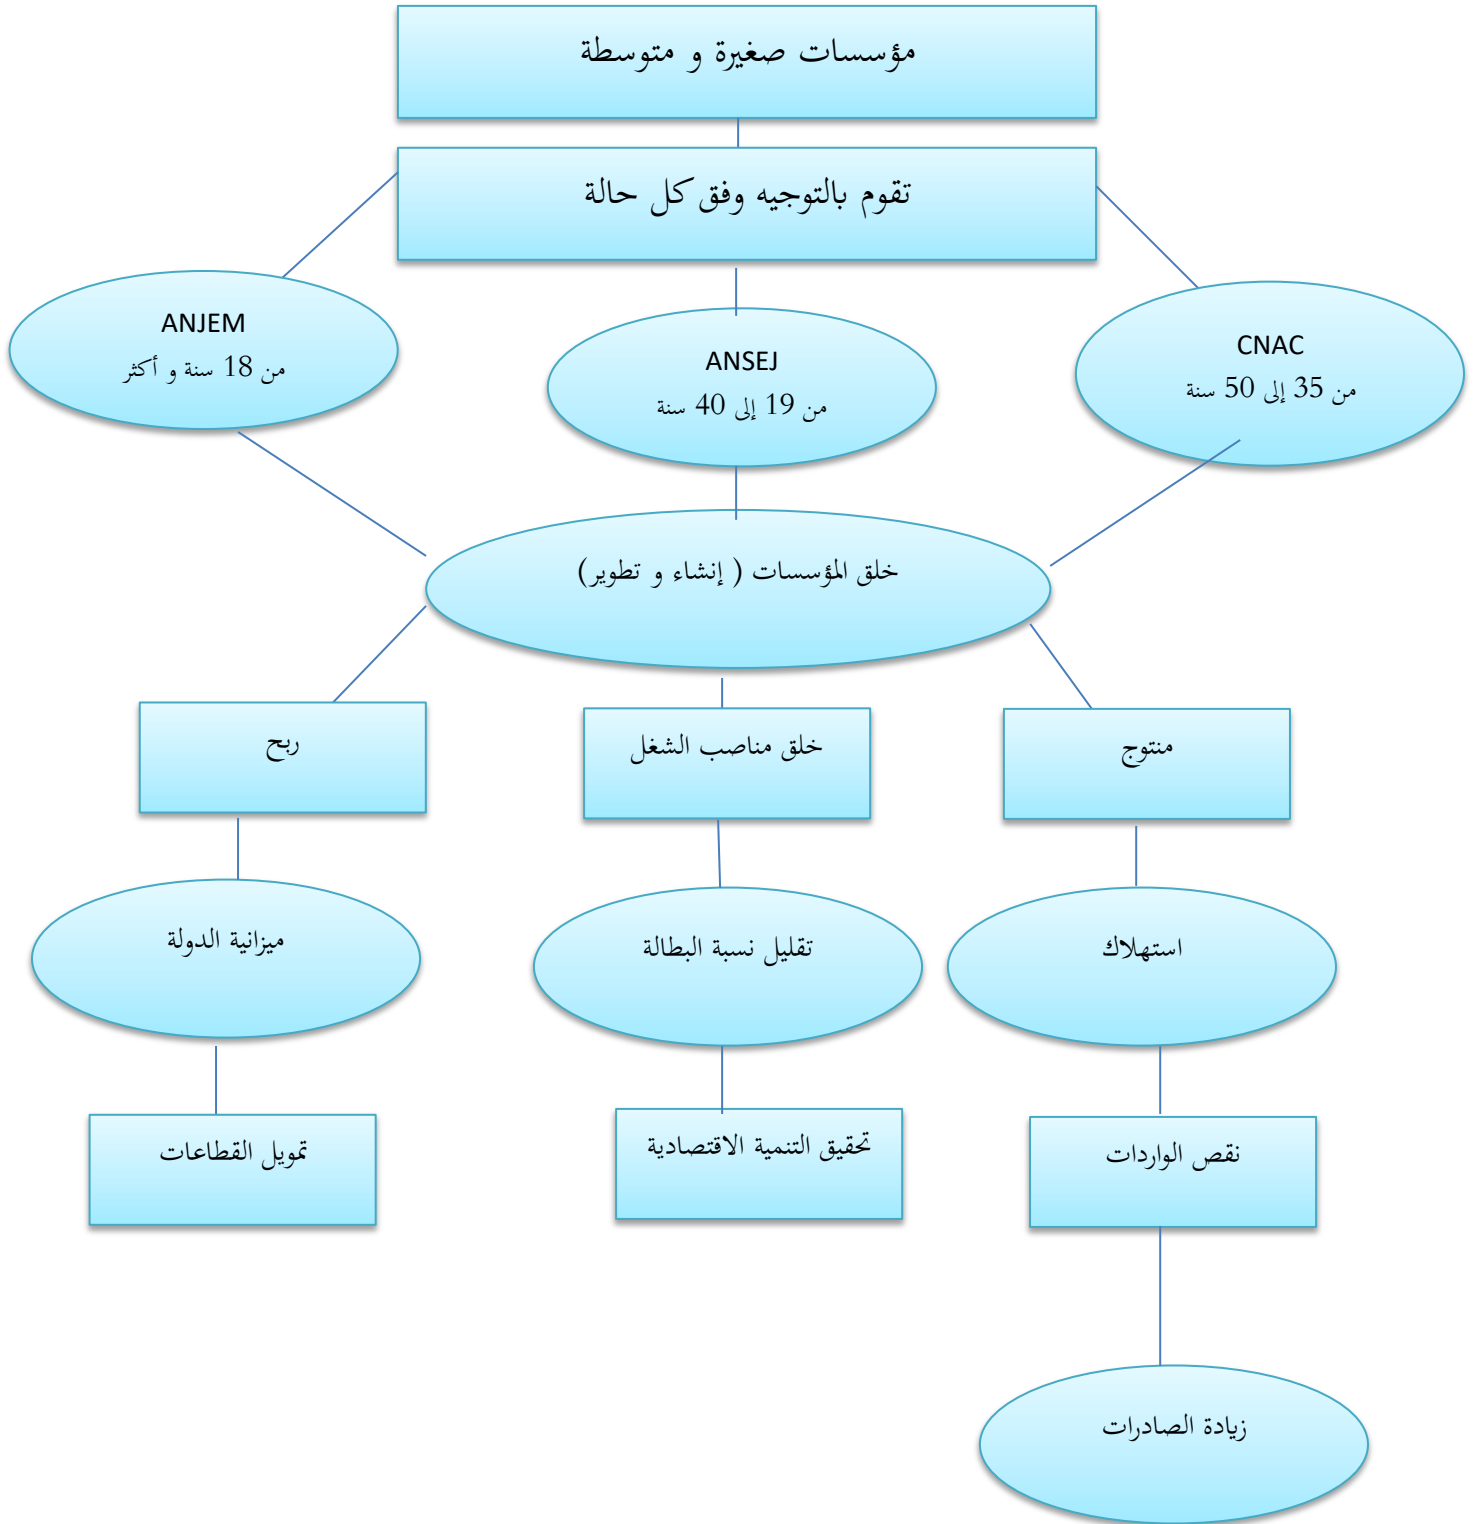 مؤسسات صغيرة و متوسطة
تقوم بالتوجيه وفق كل حالة
CNAC
من 35 إلى 50 سنة
ANSEJ
من 19 إلى 40 سنة
ANJEM
من 18 سنة و أكثر
خلق المؤسسات ( إنشاء و تطوير)
منتوج
خلق مناصب الشغل
ربح
استهلاك
تقليل نسبة البطالة
ميزانية الدولة
نقص الواردات
تحقيق التنمية الاقتصادية
تمويل القطاعات
زيادة الصادرات